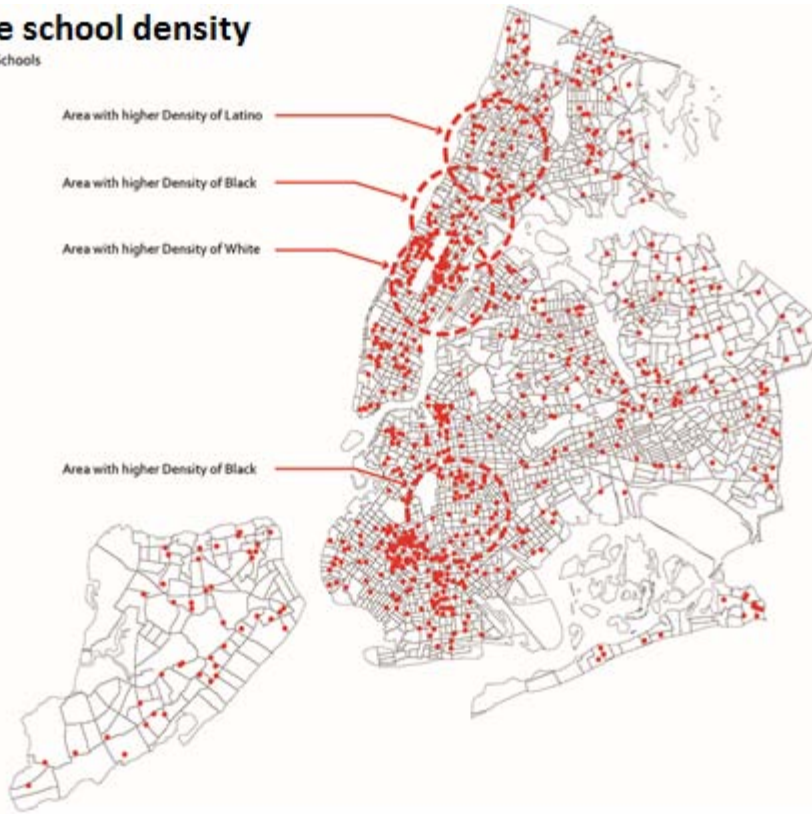 e school density
Schools
Area with higher Density of Latino
Area with higher Density of Black
Area with higher Density of White
Area with higher Density of Black